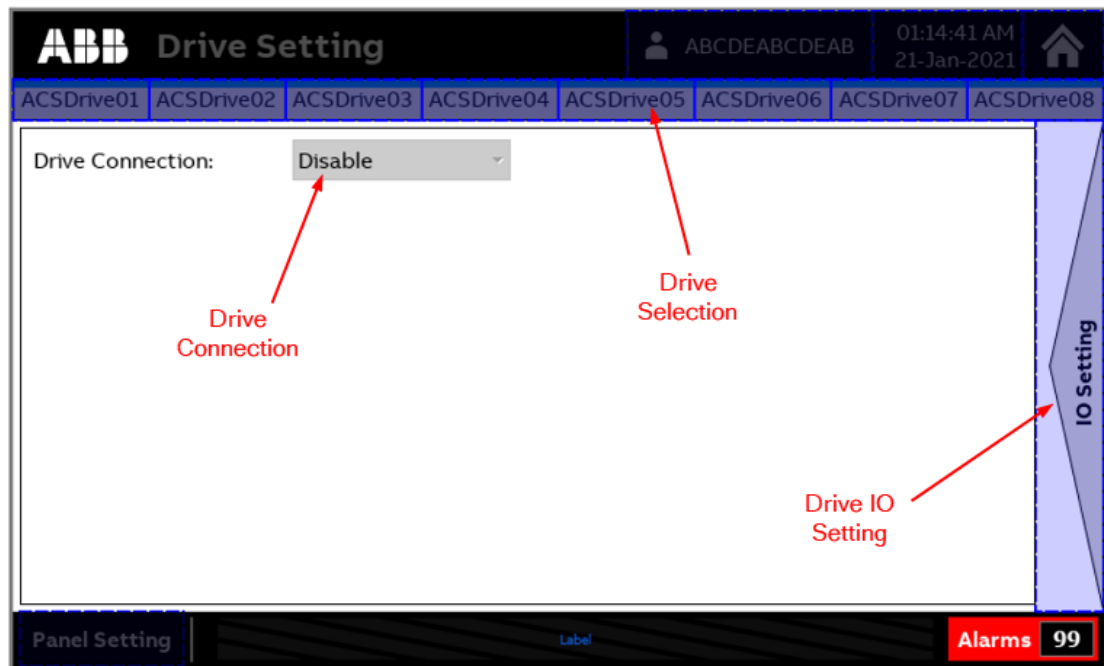 ABB Drive Setting ABCDEABCDEAB 01:14:41 AM
21-Jan-2021
ACSDrive01 ACSDrive02 ACSDrive03 ACSDrive04 ACSDrive05 ACSDrive06 ACSDrive07 ACSDrive08
Drive Connection: Disable
Drive
Selection
Drive
Connection
IO Setting
Drive IO
Setting
Panel Setting Label Alarms 99